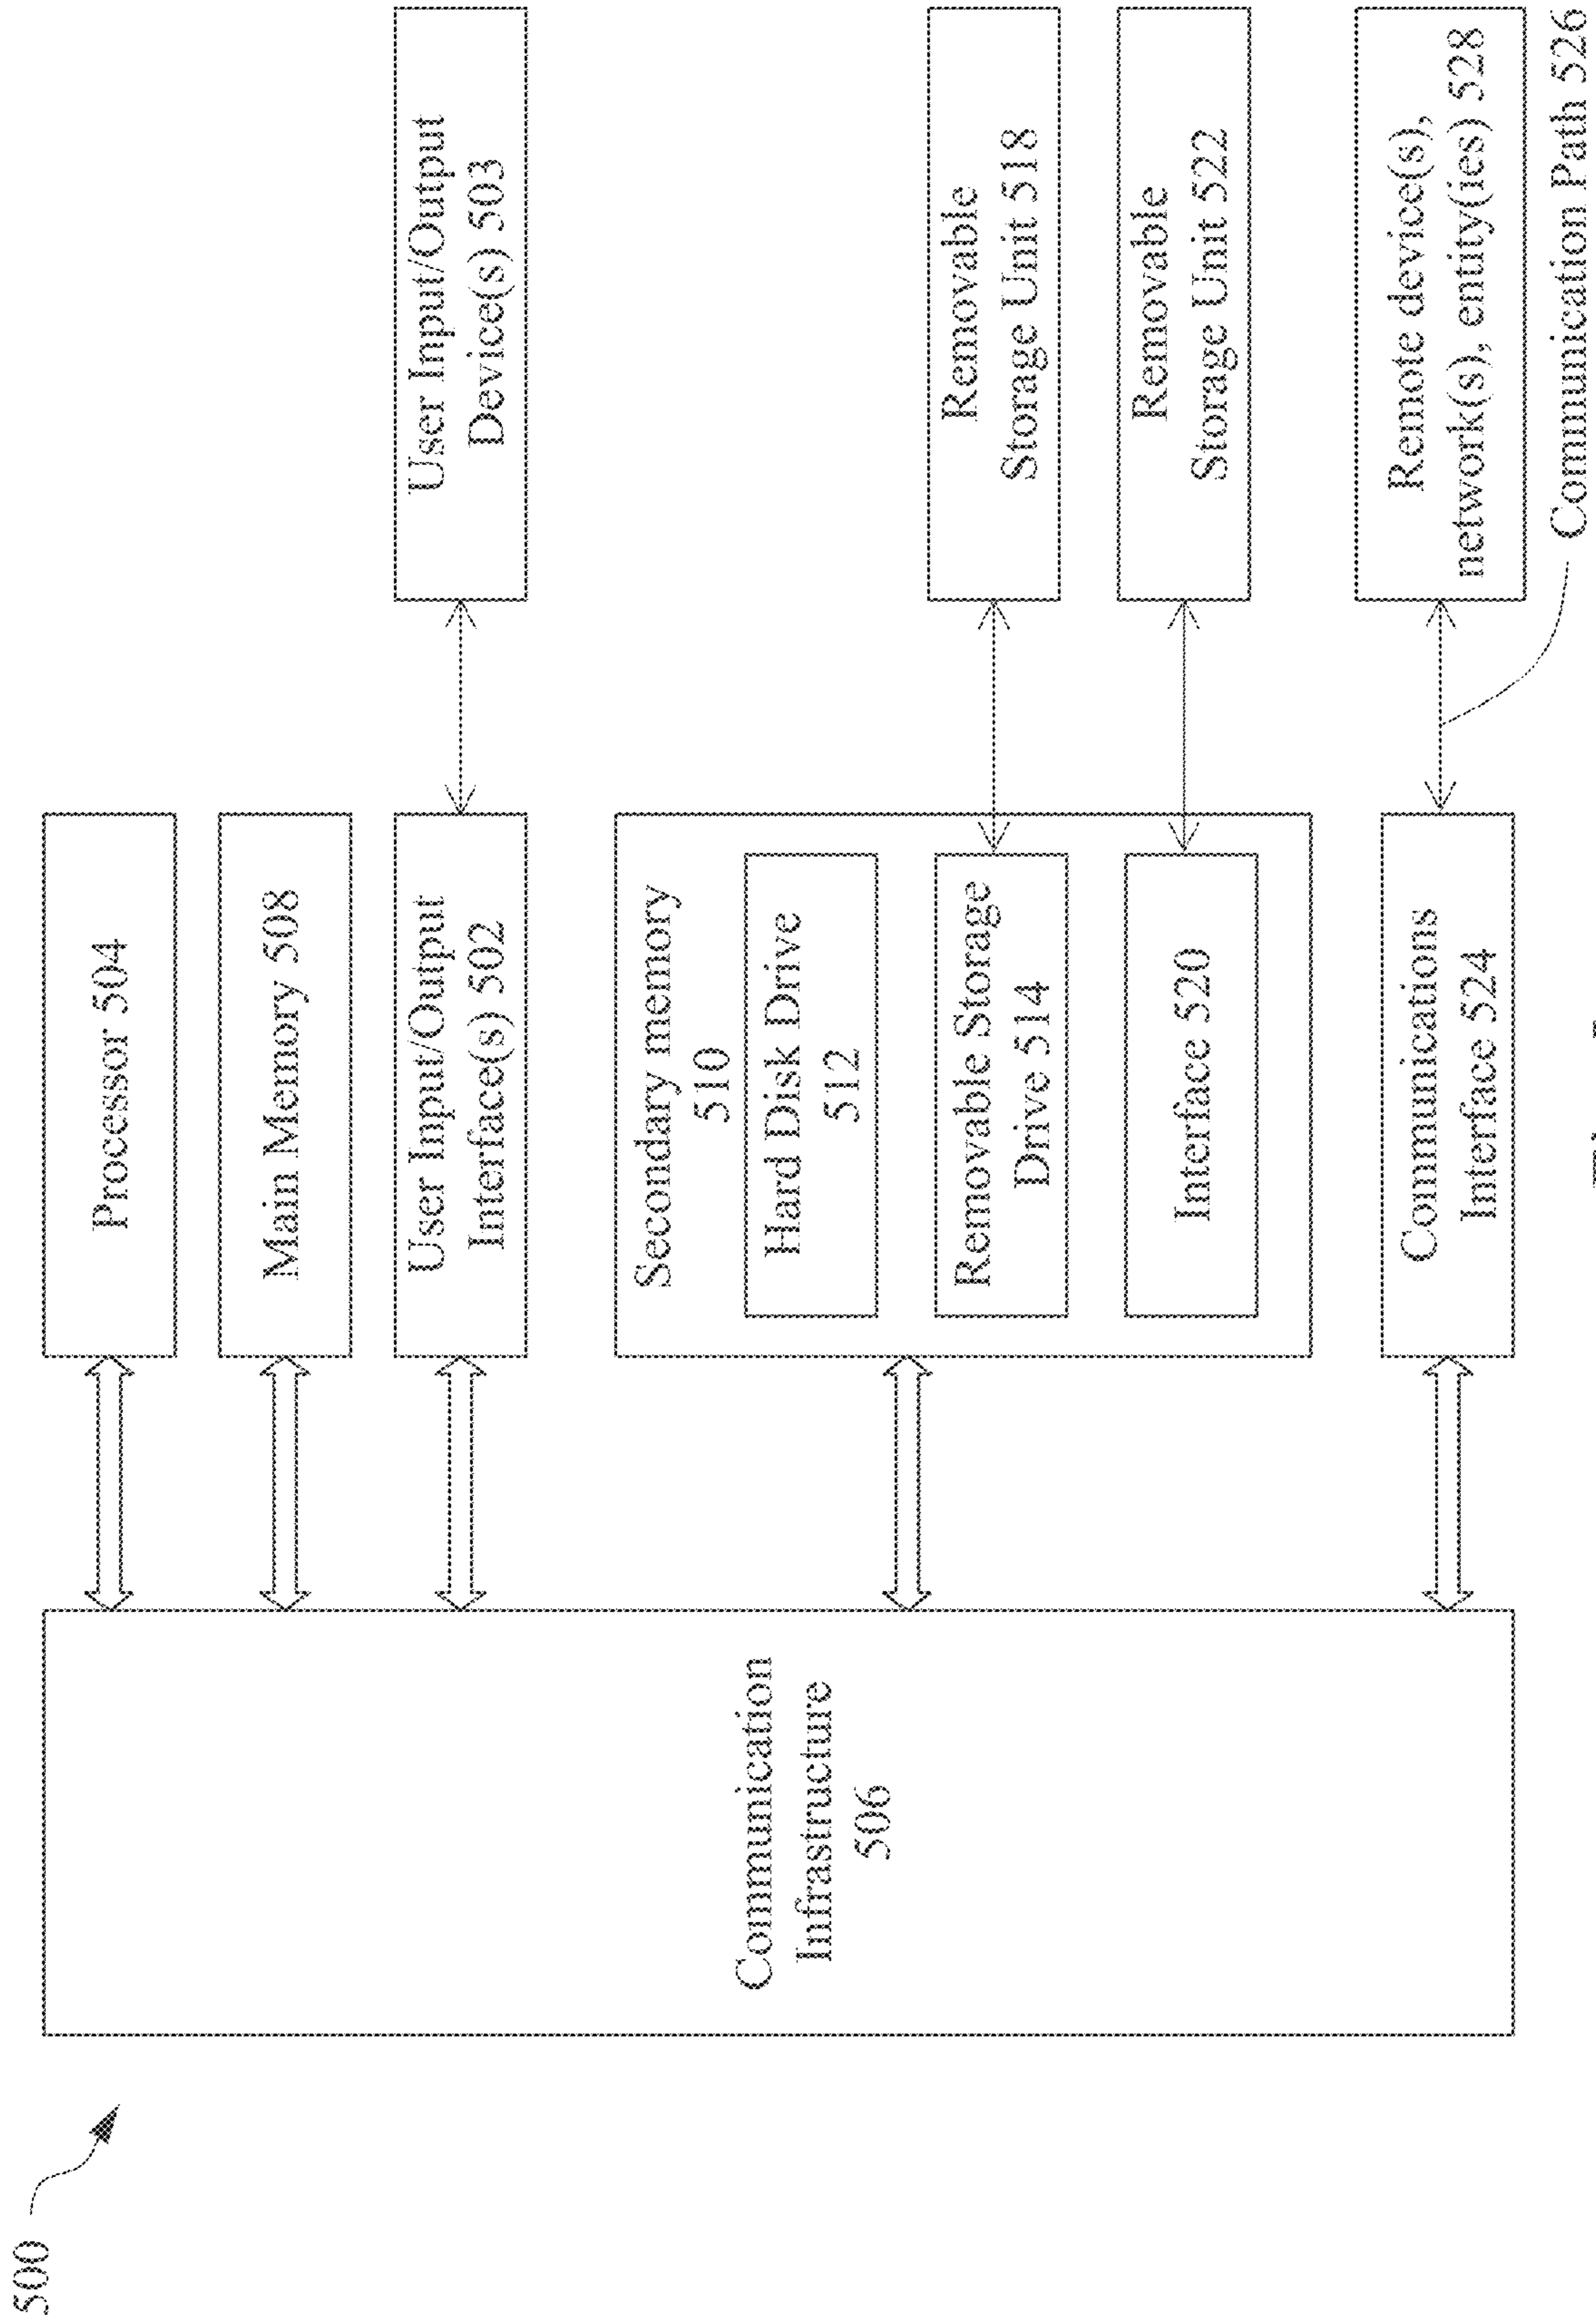 500
Communication
Infrastructure
506
Processor 504
Main Memory 508
User Input/Output
Interface(s) 502
User Input/Output
Device(s) 503
Secondary memory
510
Hard Disk Drive
512
Removable Storage
Drive 514
Removable
Storage Unit 518
Interface 520
Removable
Storage Unit 522
Communications
Interface 524
Remote device(s),
network(s), entity(ies) 528
Communication Path 526